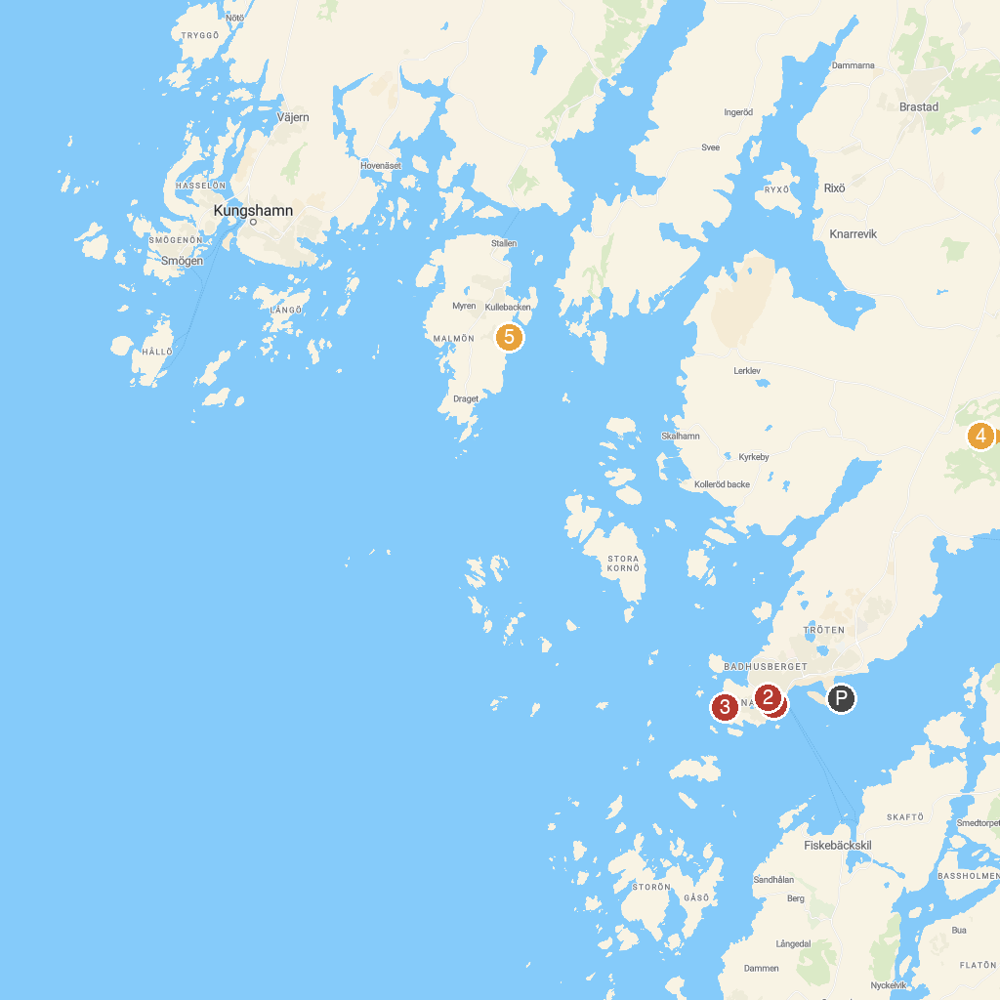 Nötö
TRYGGÖ
Dammarna
Brastad
Väjern
Ingeröd
Svee
Hovenäset
HASSELÖN
RYXÖ
Rixö
Kungshamn
Knarrevik
SMÖGENÖN
Stallen
Smögen
Myren
Kullebacken
LÅNGÖ
MALMÖN
5
HÅLLÖ
Lerklev
Draget
Skalhamn
4
Kyrkeby
Kolleröd backe
STORA
KORNÖ
TRÖTEN
BADHUSBERGET
3
NA
2
P
SKAFTÖ
Smedtorpet
Fiskebäckskil
BASSHOLMEN
Sandhålan
STORÖN
GÅSÖ
Berg
Bua
Långedal
FLATÖN
Dammen
Nyckelvik